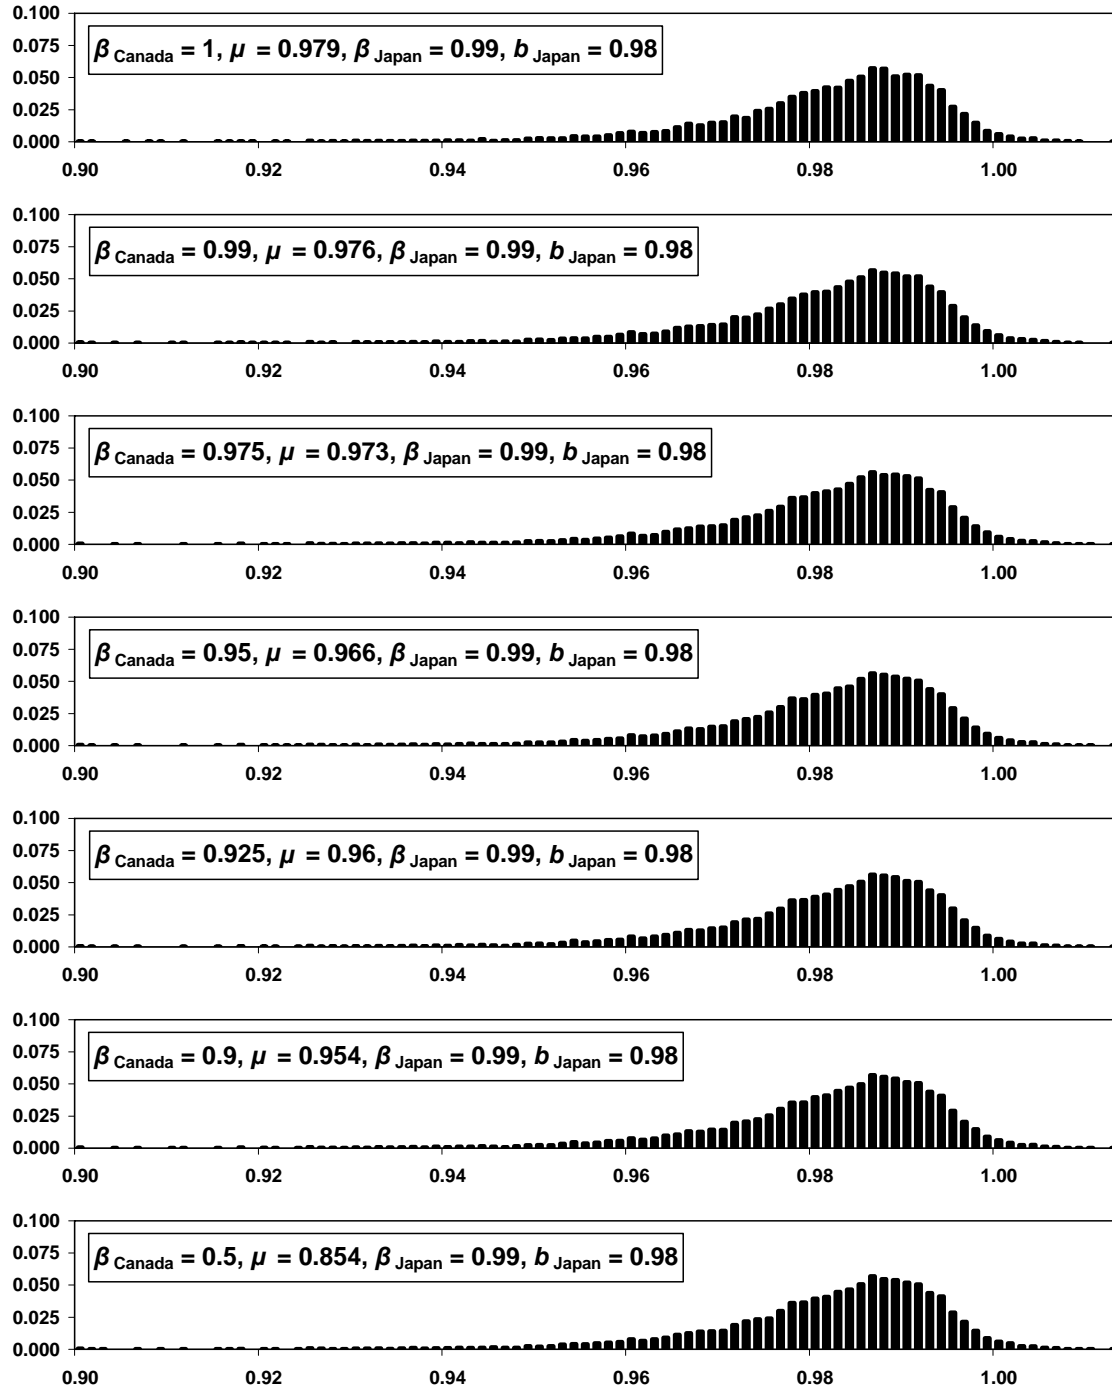 0.100
β Canada = 1, μ = 0.979, β Japan = 0.99, b Japan = 0.98
0.075
0.050
0.025
0.000
0.90 0.92 0.94 0.96 0.98 1.00
0.100
β Canada = 0.99, μ = 0.976, β Japan = 0.99, b Japan = 0.98
0.075
0.050
0.025
0.000
0.90 0.92 0.94 0.96 0.98 1.00
0.100
β Canada = 0.975, μ = 0.973, β Japan = 0.99, b Japan = 0.98
0.075
0.050
0.025
0.000
0.90 0.92 0.94 0.96 0.98 1.00
0.100
β Canada = 0.95, μ = 0.966, β Japan = 0.99, b Japan = 0.98
0.075
0.050
0.025
0.000
0.90 0.92 0.94 0.96 0.98 1.00
0.100
β Canada = 0.925, μ = 0.96, β Japan = 0.99, b Japan = 0.98
0.075
0.050
0.025
0.000
0.90 0.92 0.94 0.96 0.98 1.00
0.100
β Canada = 0.9, μ = 0.954, β Japan = 0.99, b Japan = 0.98
0.075
0.050
0.025
0.000
0.90 0.92 0.94 0.96 0.98 1.00
0.100
β Canada = 0.5, μ = 0.854, β Japan = 0.99, b Japan = 0.98
0.075
0.050
0.025
0.000
0.90 0.92 0.94 0.96 0.98 1.00